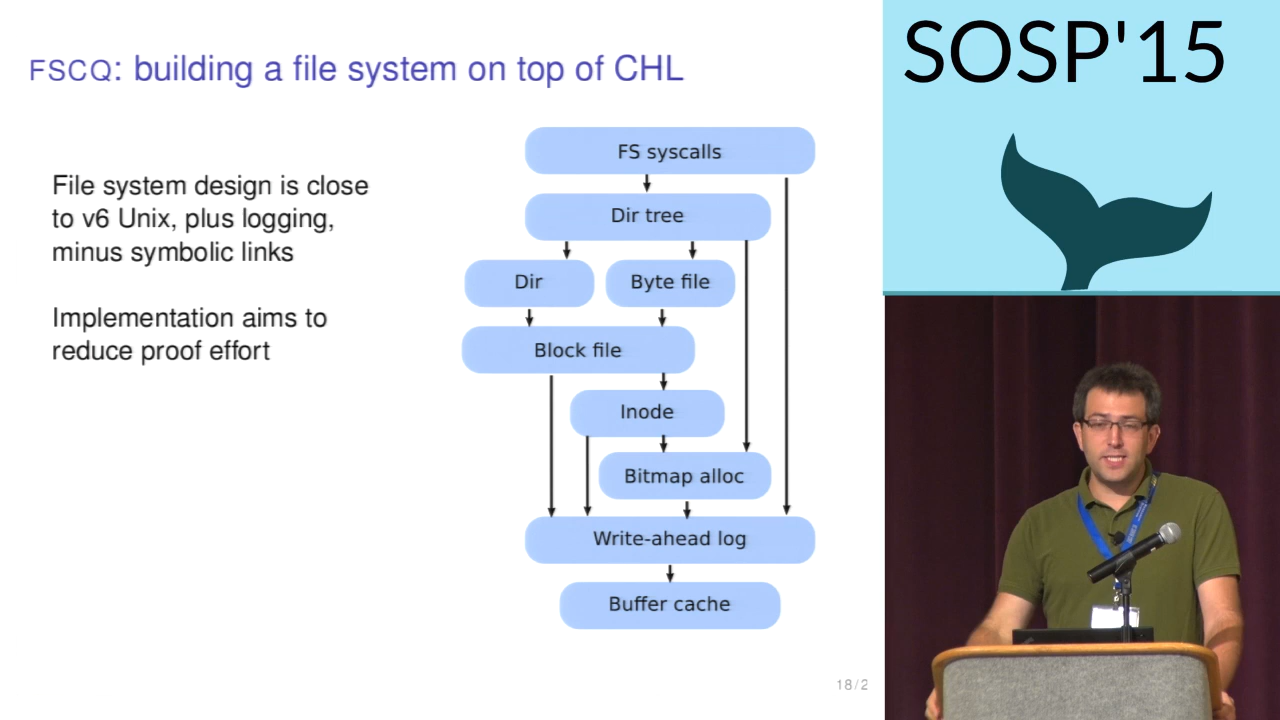 FSCQ: building a file system on top of CHL
File system design is close
to v6 Unix, plus logging,
minus symbolic links
Implementation aims to
reduce proof effort
FS syscalls
Dir tree
Dir
Byte file
Block file
Inode
Bitmap alloc
Write-ahead log
Buffer cache
18/2
SOSP'15